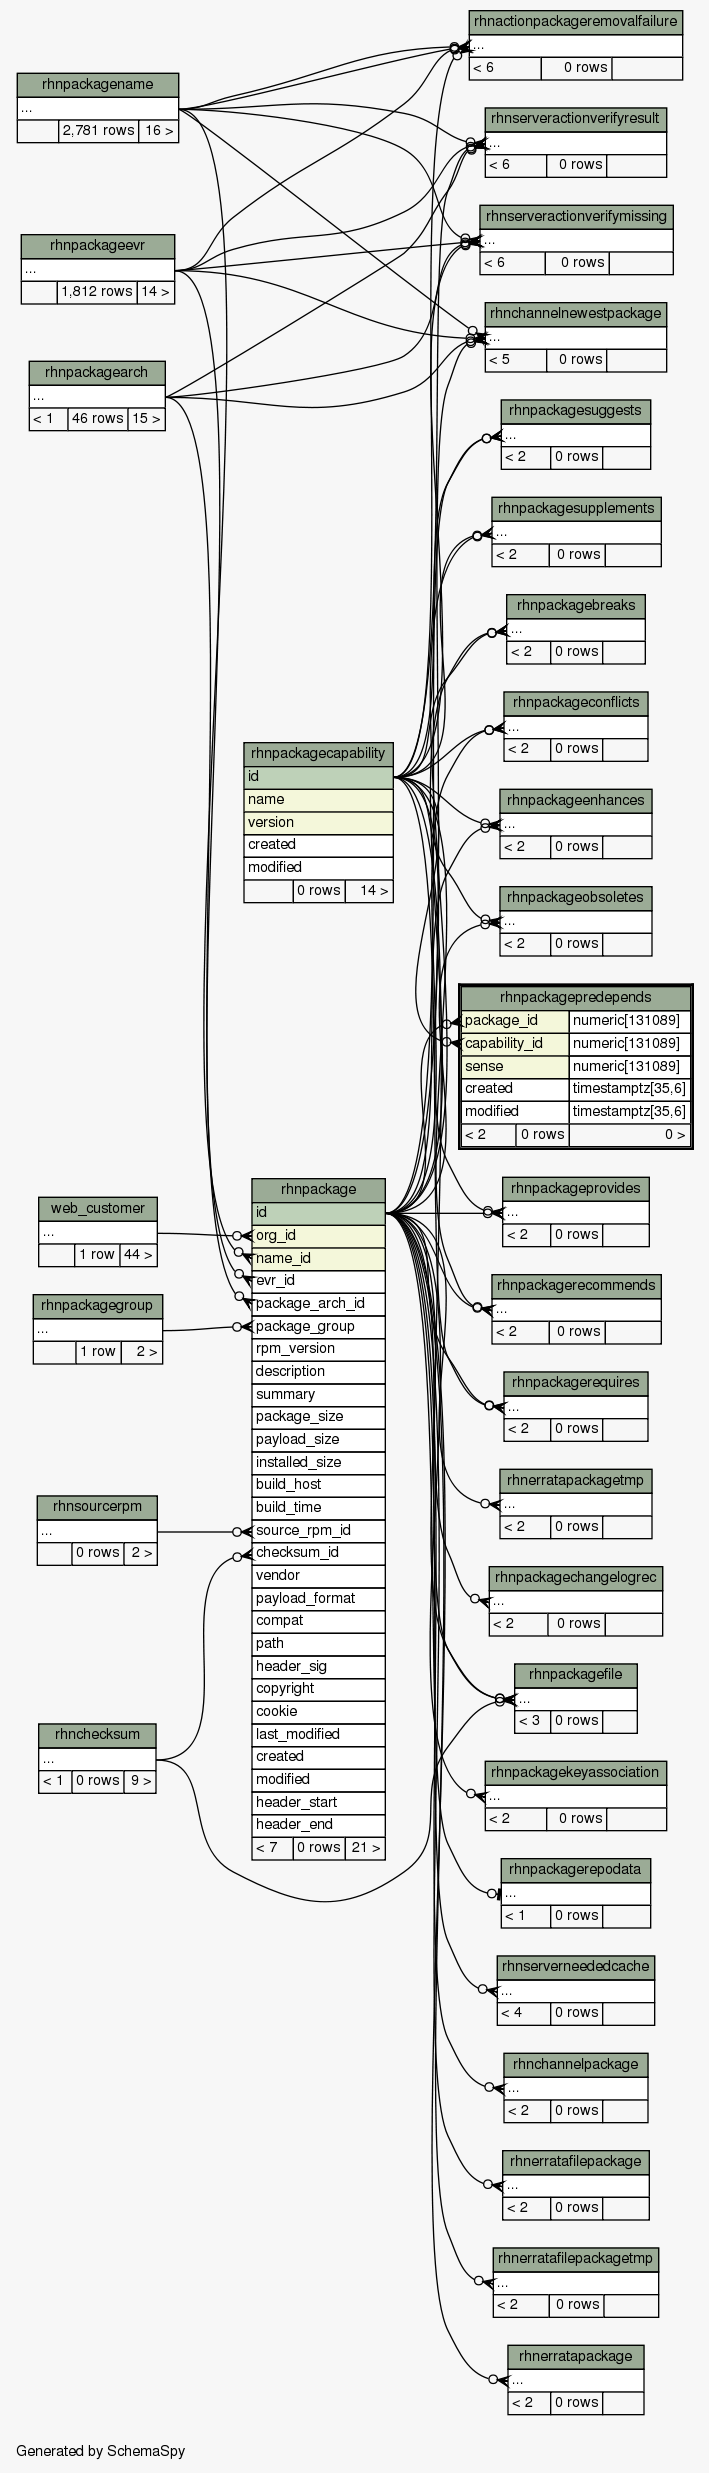 rhnactionpackageremovalfailure
...
< 6 0 rows
rhnpackagename
...
2,781 rows 16 >
rhnserveractionverifyresult
...
< 6 0 rows
rhnserveractionverifymissing
...
< 6 0 rows
rhnpackageevr
...
1,812 rows 14 >
rhnchannelnewestpackage
...
< 5 0 rows
rhnpackagearch
...
< 1 46 rows 15 >
rhnpackagesuggests
...
< 2 0 rows
rhnpackagesupplements
...
< 2 0 rows
rhnpackagebreaks
...
< 2 0 rows
rhnpackageconflicts
...
< 2 0 rows
rhnpackagecapability
id
name
version
created
modified
0 rows 14 >
rhnpackageenhances
...
< 2 0 rows
rhnpackageobsoletes
...
< 2 0 rows
rhnpackagepredepends
package_id numeric[131089]
capability_id numeric[131089]
sense numeric[131089]
created timestamptz[35,6]
modified timestamptz[35,6]
< 2 0 rows 0 >
rhnpackage
id
org_id
name_id
evr_id
package_arch_id
package_group
rpm_version
description
summary
package_size
payload_size
installed_size
build_host
build_time
source_rpm_id
checksum_id
vendor
payload_format
compat
path
header_sig
copyright
cookie
last_modified
created
modified
header_start
header_end
< 7 0 rows 21 >
web_customer
...
1 row 44 >
rhnpackagegroup
...
1 row 2 >
rhnsourcerpm
...
0 rows 2 >
rhnchecksum
...
< 1 0 rows 9 >
rhnpackageprovides
...
< 2 0 rows
rhnpackagerecommends
...
< 2 0 rows
rhnpackagerequires
...
< 2 0 rows
rhnerratapackagetmp
...
< 2 0 rows
rhnpackagechangelogrec
...
< 2 0 rows
rhnpackagefile
...
< 3 0 rows
rhnpackagekeyassociation
...
< 2 0 rows
rhnpackagerepodata
...
< 1 0 rows
rhnserverneededcache
...
< 4 0 rows
rhnchannelpackage
...
< 2 0 rows
rhnerratafilepackage
...
< 2 0 rows
rhnerratafilepackagetmp
...
< 2 0 rows
rhnerratapackage
...
< 2 0 rows
Generated by SchemaSpy